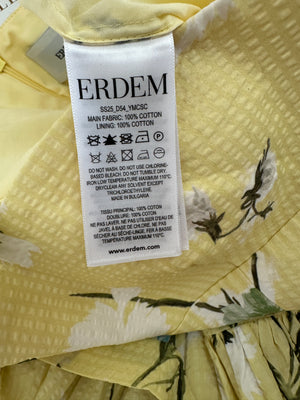 ERDEM
SS25_D54_YMCSC
MAIN FABRIC: 100% COTTON
LINING: 100% COTTON
DO NOT WASH. DO NOT USE CHLORINE-
BASED BLEACH. DO NOT TUMBLE DRY.
IRON LOW TEMPERATURE MAXIMUM 110°C.
DRYCLEAN ANY SOLVENT EXCEPT
TRICHLOROETHYLENE.
MADE IN BULGARIA
TISSU PRINCIPAL: 100% COTON
DOUBLURE: 100% COTON
NE PAS LAVER. NE PAS UTILISER D'EAU
DE JAVEL À BASE DE CHLORE. NE PAS
SÉCHER AU SÈCHE-LINGE. FER À BASSE
TEMPÉRATURE MAXIMUM 110°C.
www.erdem.com